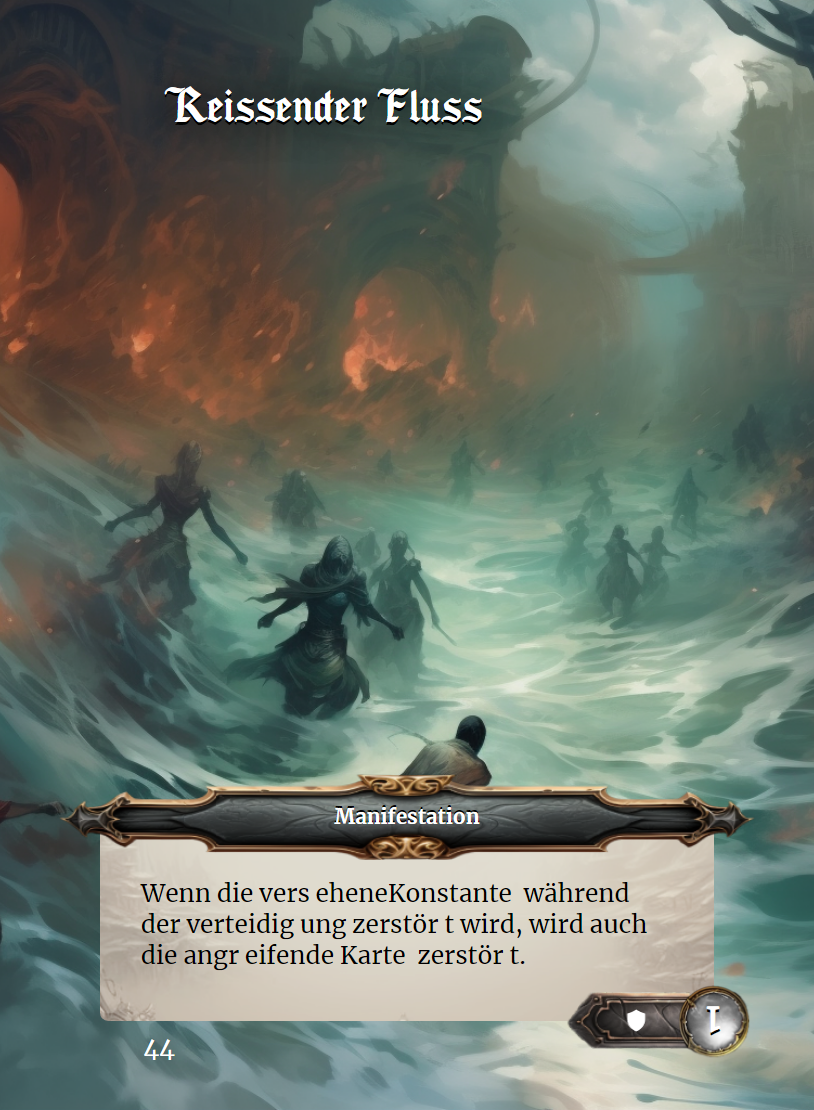 Reissender Fluss
Manifestation
Wenn die vers eheneKonstante während
der verteidig ung zerstör t wird, wird auch
die angr eifende Karte zerstör t.
1
44